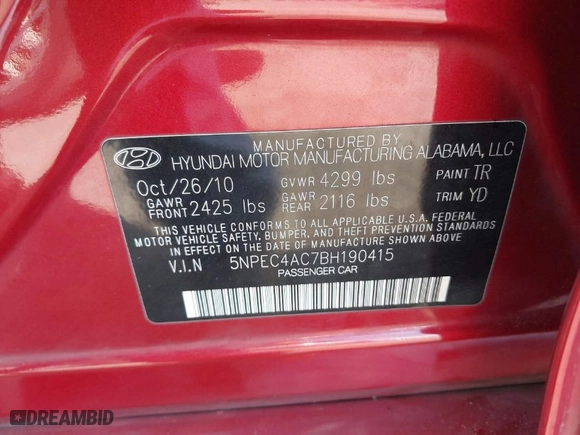 MANUFACTURED BY
HYUNDAI MOTOR MANUFACTURING ALABAMA, LLC
Oct/26/10 GVWR 4299 lbs PAINT TR
GAWR FRONT 2425 lbs GAWR REAR 2116 lbs TRIM YD
THIS VEHICLE CONFORMS TO ALL APPLICABLE U.S.A. FEDERAL
MOTOR VEHICLE SAFETY, BUMPER, AND THEFT PREVENTION STANDARDS
IN EFFECT ON THE DATE OF MANUFACTURE SHOWN ABOVE.
V.I.N 5NPEC4AC7BH190415
PASSENGER CAR
DREAMBID